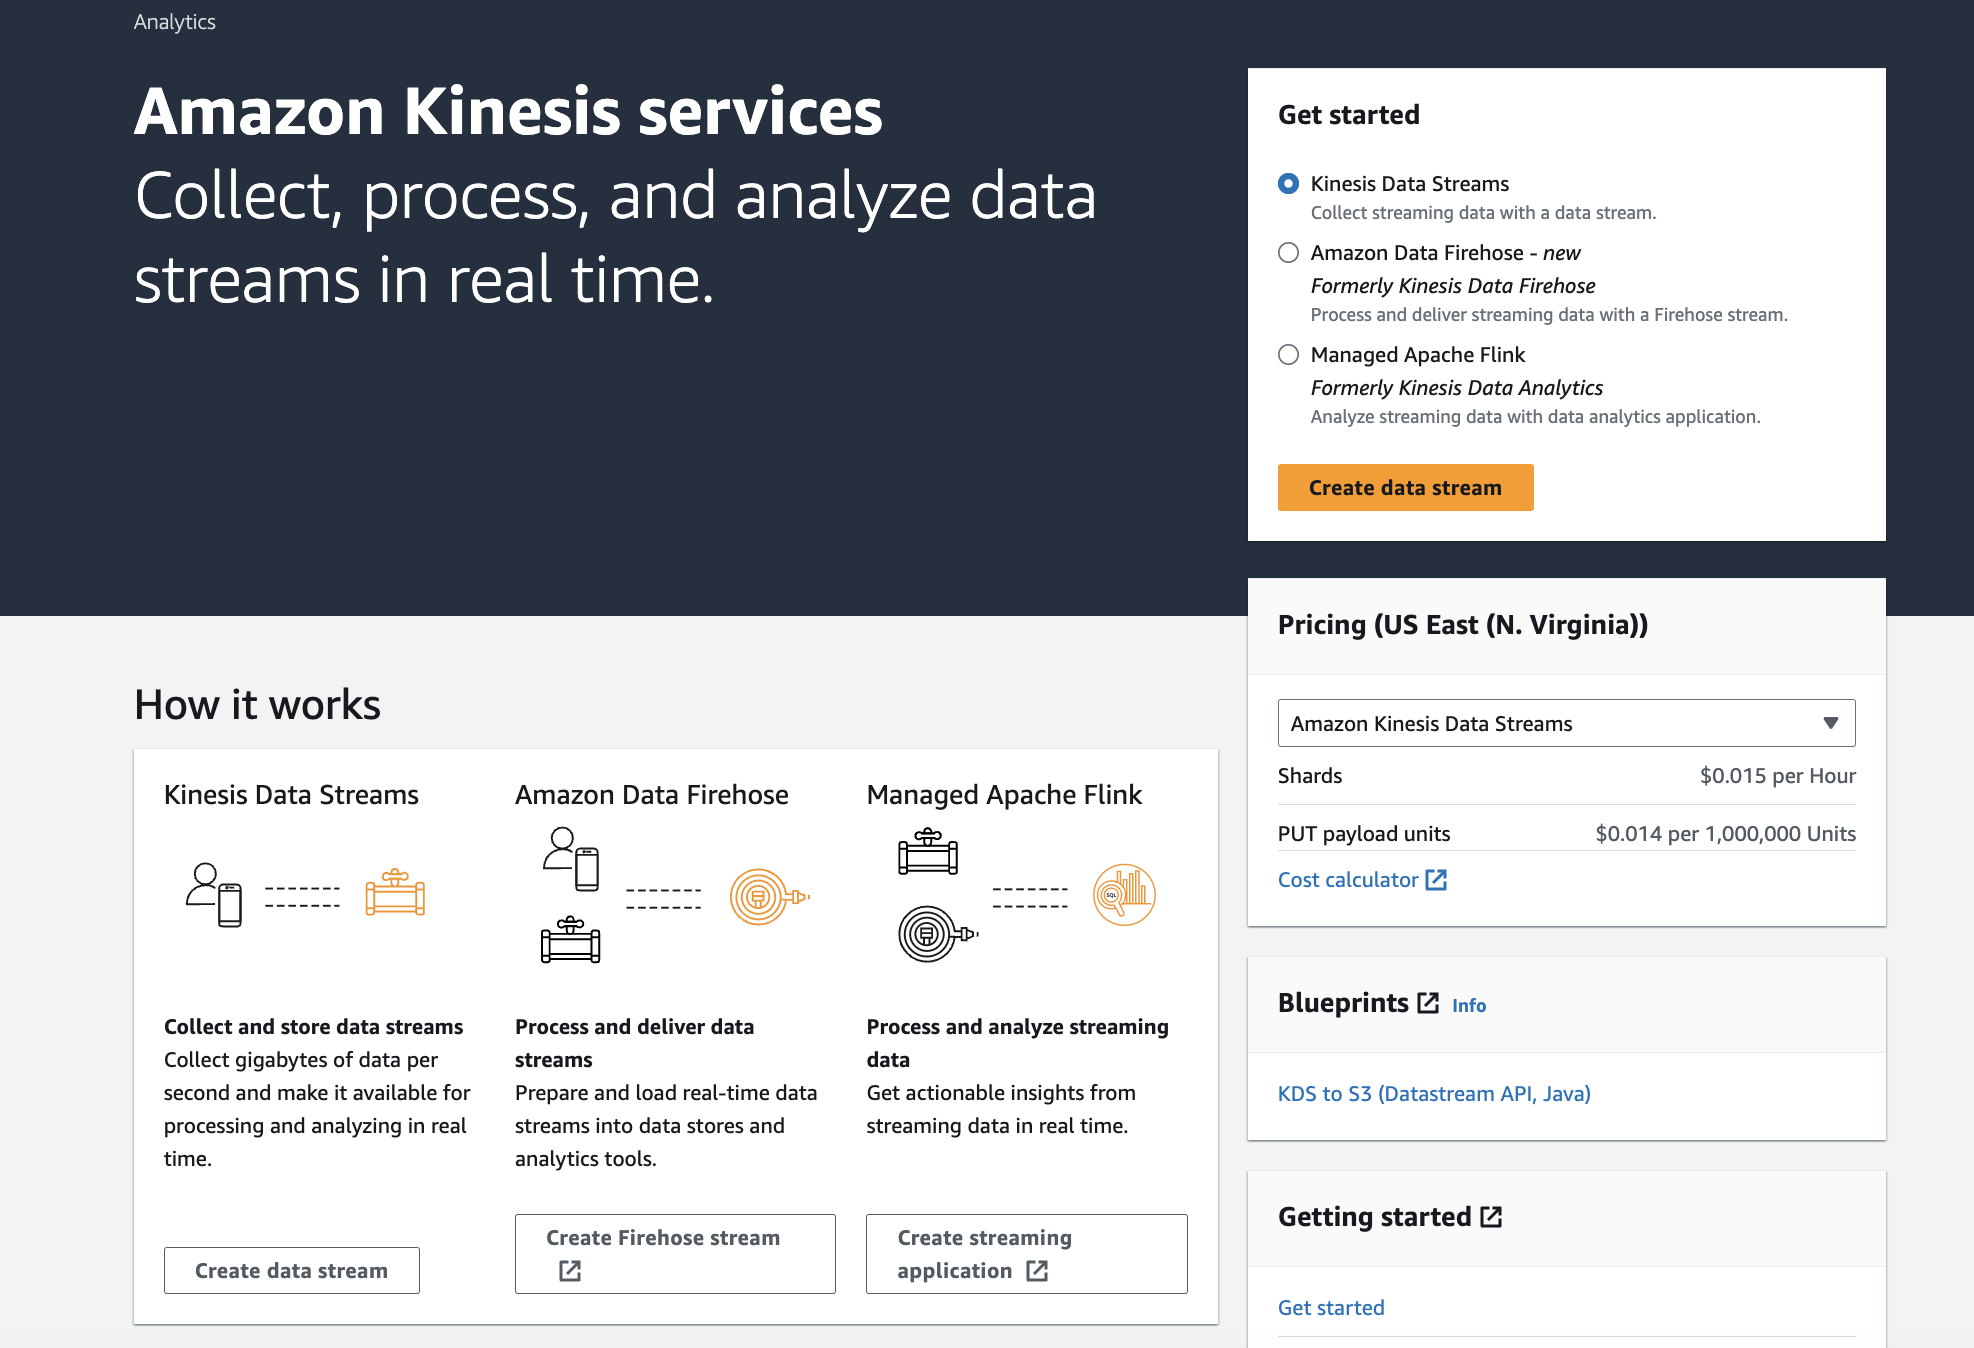 Analytics
Amazon Kinesis services
Collect, process, and analyze data
streams in real time.
Get started
Kinesis Data Streams
Collect streaming data with a data stream.
Amazon Data Firehose - new
Formerly Kinesis Data Firehose
Process and deliver streaming data with a Firehose stream.
Managed Apache Flink
Formerly Kinesis Data Analytics
Analyze streaming data with data analytics application.
Create data stream
Pricing (US East (N. Virginia))
Amazon Kinesis Data Streams
Shards $0.015 per Hour
PUT payload units $0.014 per 1,000,000 Units
Cost calculator
Blueprints Info
KDS to S3 (Datastream API, Java)
Getting started
Get started
How it works
Kinesis Data Streams
Collect and store data streams
Collect gigabytes of data per
second and make it available for
processing and analyzing in real
time.
Create data stream
Amazon Data Firehose
Process and deliver data
streams
Prepare and load real-time data
streams into data stores and
analytics tools.
Create Firehose stream
Managed Apache Flink
SQL
Process and analyze streaming
data
Get actionable insights from
streaming data in real time.
Create streaming
application